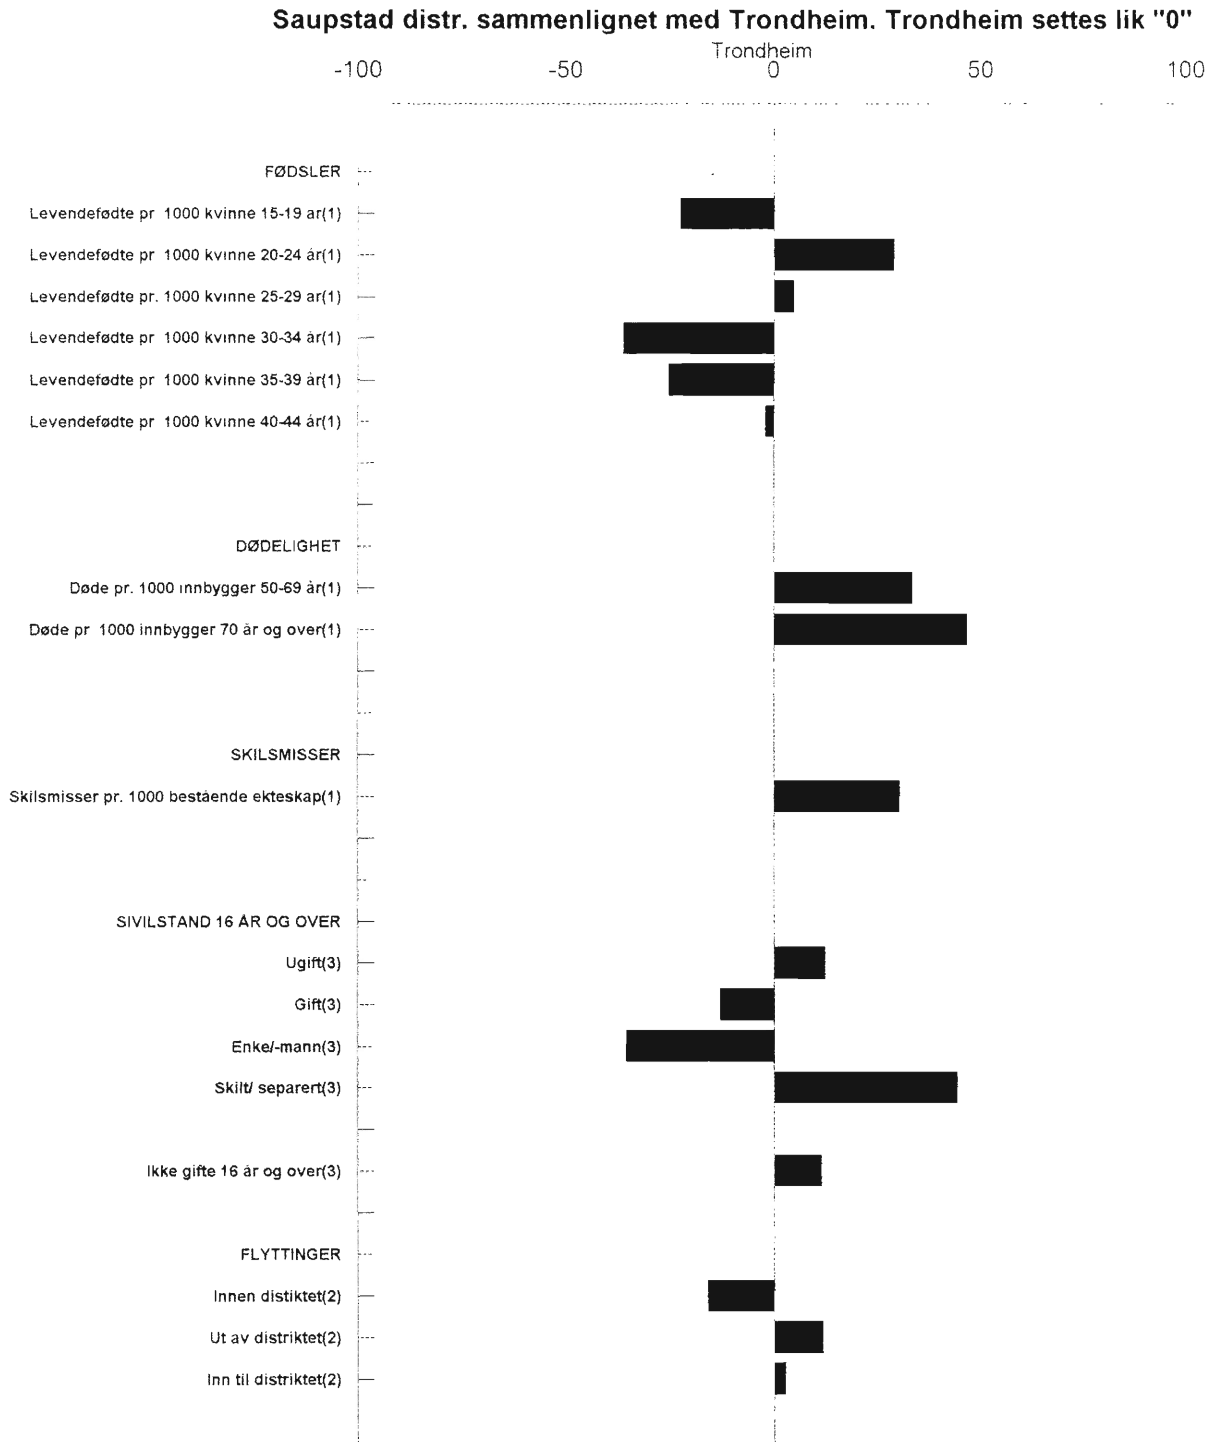 Saupstad distr. sammenlignet med Trondheim. Trondheim settes lik "0"
Trondheim
-100 -50 0 50 100
FØDSLER
Levendefødte pr 1000 kvinne 15-19 ar(1)
Levendefødte pr 1000 kvinne 20-24 år(1)
Levendefødte pr. 1000 kvinne 25-29 ar(1)
Levendefødte pr 1000 kvinne 30-34 år(1)
Levendefødte pr 1000 kvinne 35-39 år(1)
Levendefødte pr 1000 kvinne 40-44 år(1)
DØDELIGHET
Døde pr. 1000 innbygger 50-69 år(1)
Døde pr 1000 innbygger 70 år og over(1)
SKILSMISSER
Skilsmisser pr. 1000 bestående ekteskap(1)
SIVILSTAND 16 ÅR OG OVER
Ugift(3)
Gift(3)
Enke/-mann(3)
Skilt/ separert(3)
Ikke gifte 16 år og over(3)
FLYTTINGER
Innen distiktet(2)
Ut av distriktet(2)
Inn til distriktet(2)